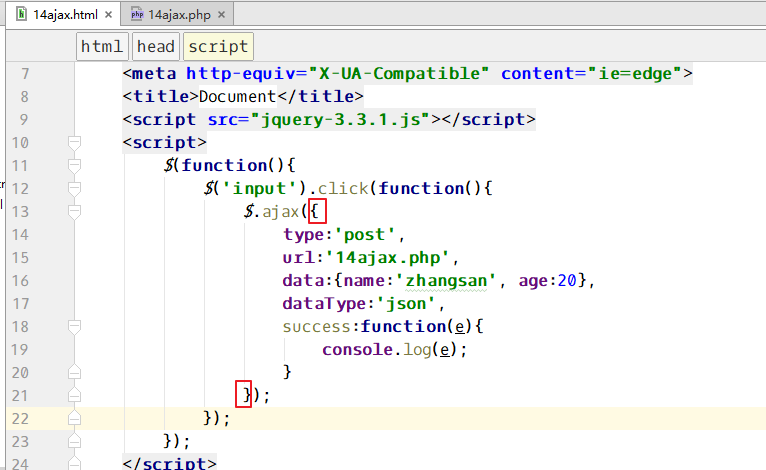 14ajax.html × 14ajax.php ×
html head script
7 <meta http-equiv="X-UA-Compatible" content="ie=edge">
8 <title>Document</title>
9 <script src="jquery-3.3.1.js"></script>
10 <script>
11 $(function(){
12 $('input').click(function(){
13 $.ajax({
14 type:'post',
15 url:'14ajax.php',
16 data:{name:'zhangsan', age:20},
17 dataType:'json',
18 success:function(e){
19 console.log(e);
20 }
21 });
22 });
23 });
24 </script>